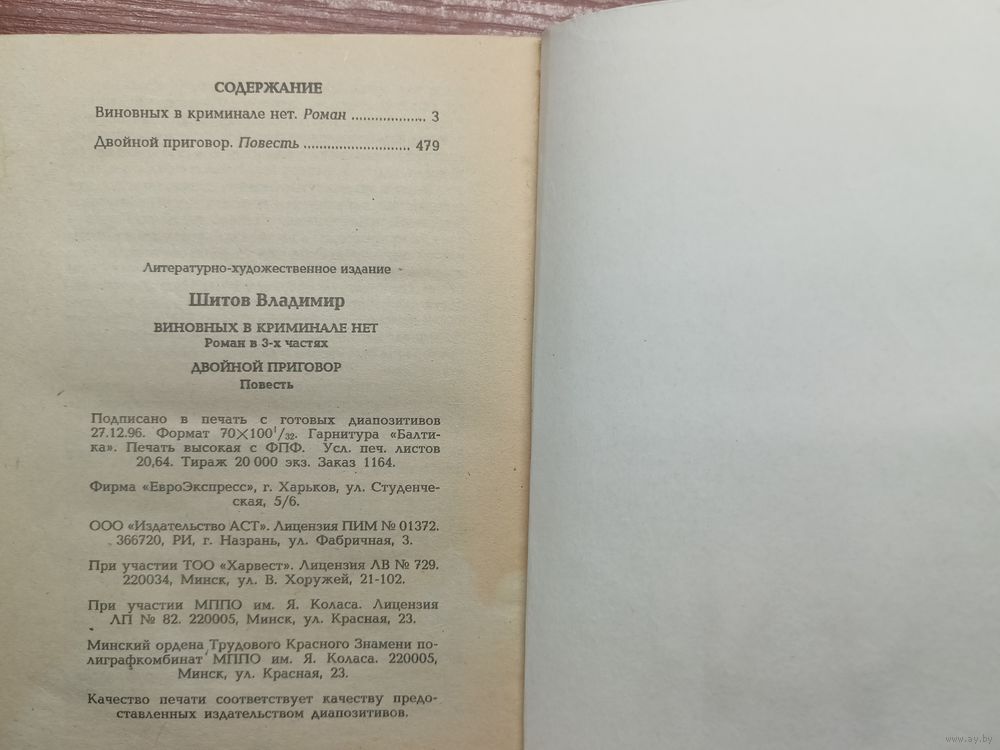 СОДЕРЖАНИЕ
Виновных в криминале нет. Роман .................. 3
Двойной приговор. Повесть ........................... 479
Литературно-художественное издание
Шитов Владимир
ВИНОВНЫХ В КРИМИНАЛЕ НЕТ
Роман в 3-х частях
ДВОЙНОЙ ПРИГОВОР
Повесть
Подписано в печать с готовых диапозитивов
27.12.96. Формат 70×100¹/₃₂. Гарнитура «Балти-
ка». Печать высокая с ФПФ. Усл. печ. листов
20,64. Тираж 20 000 экз. Заказ 1164.
Фирма «ЕвроЭкспресс», г. Харьков, ул. Студенче-
ская, 5/6.
ООО «Издательство АСТ». Лицензия ПИМ № 01372.
366720, РИ, г. Назрань, ул. Фабричная, 3.
При участии ТОО «Харвест». Лицензия ЛВ № 729.
220034, Минск, ул. В. Хоружей, 21-102.
При участии МППО им. Я. Коласа. Лицензия
ЛП № 82. 220005, Минск, ул. Красная, 23.
Минский ордена Трудового Красного Знамени по-
лиграфкомбинат МППО им. Я. Коласа. 220005,
Минск, ул. Красная, 23.
Качество печати соответствует качеству предо-
ставленных издательством диапозитивов.
www.ay.by